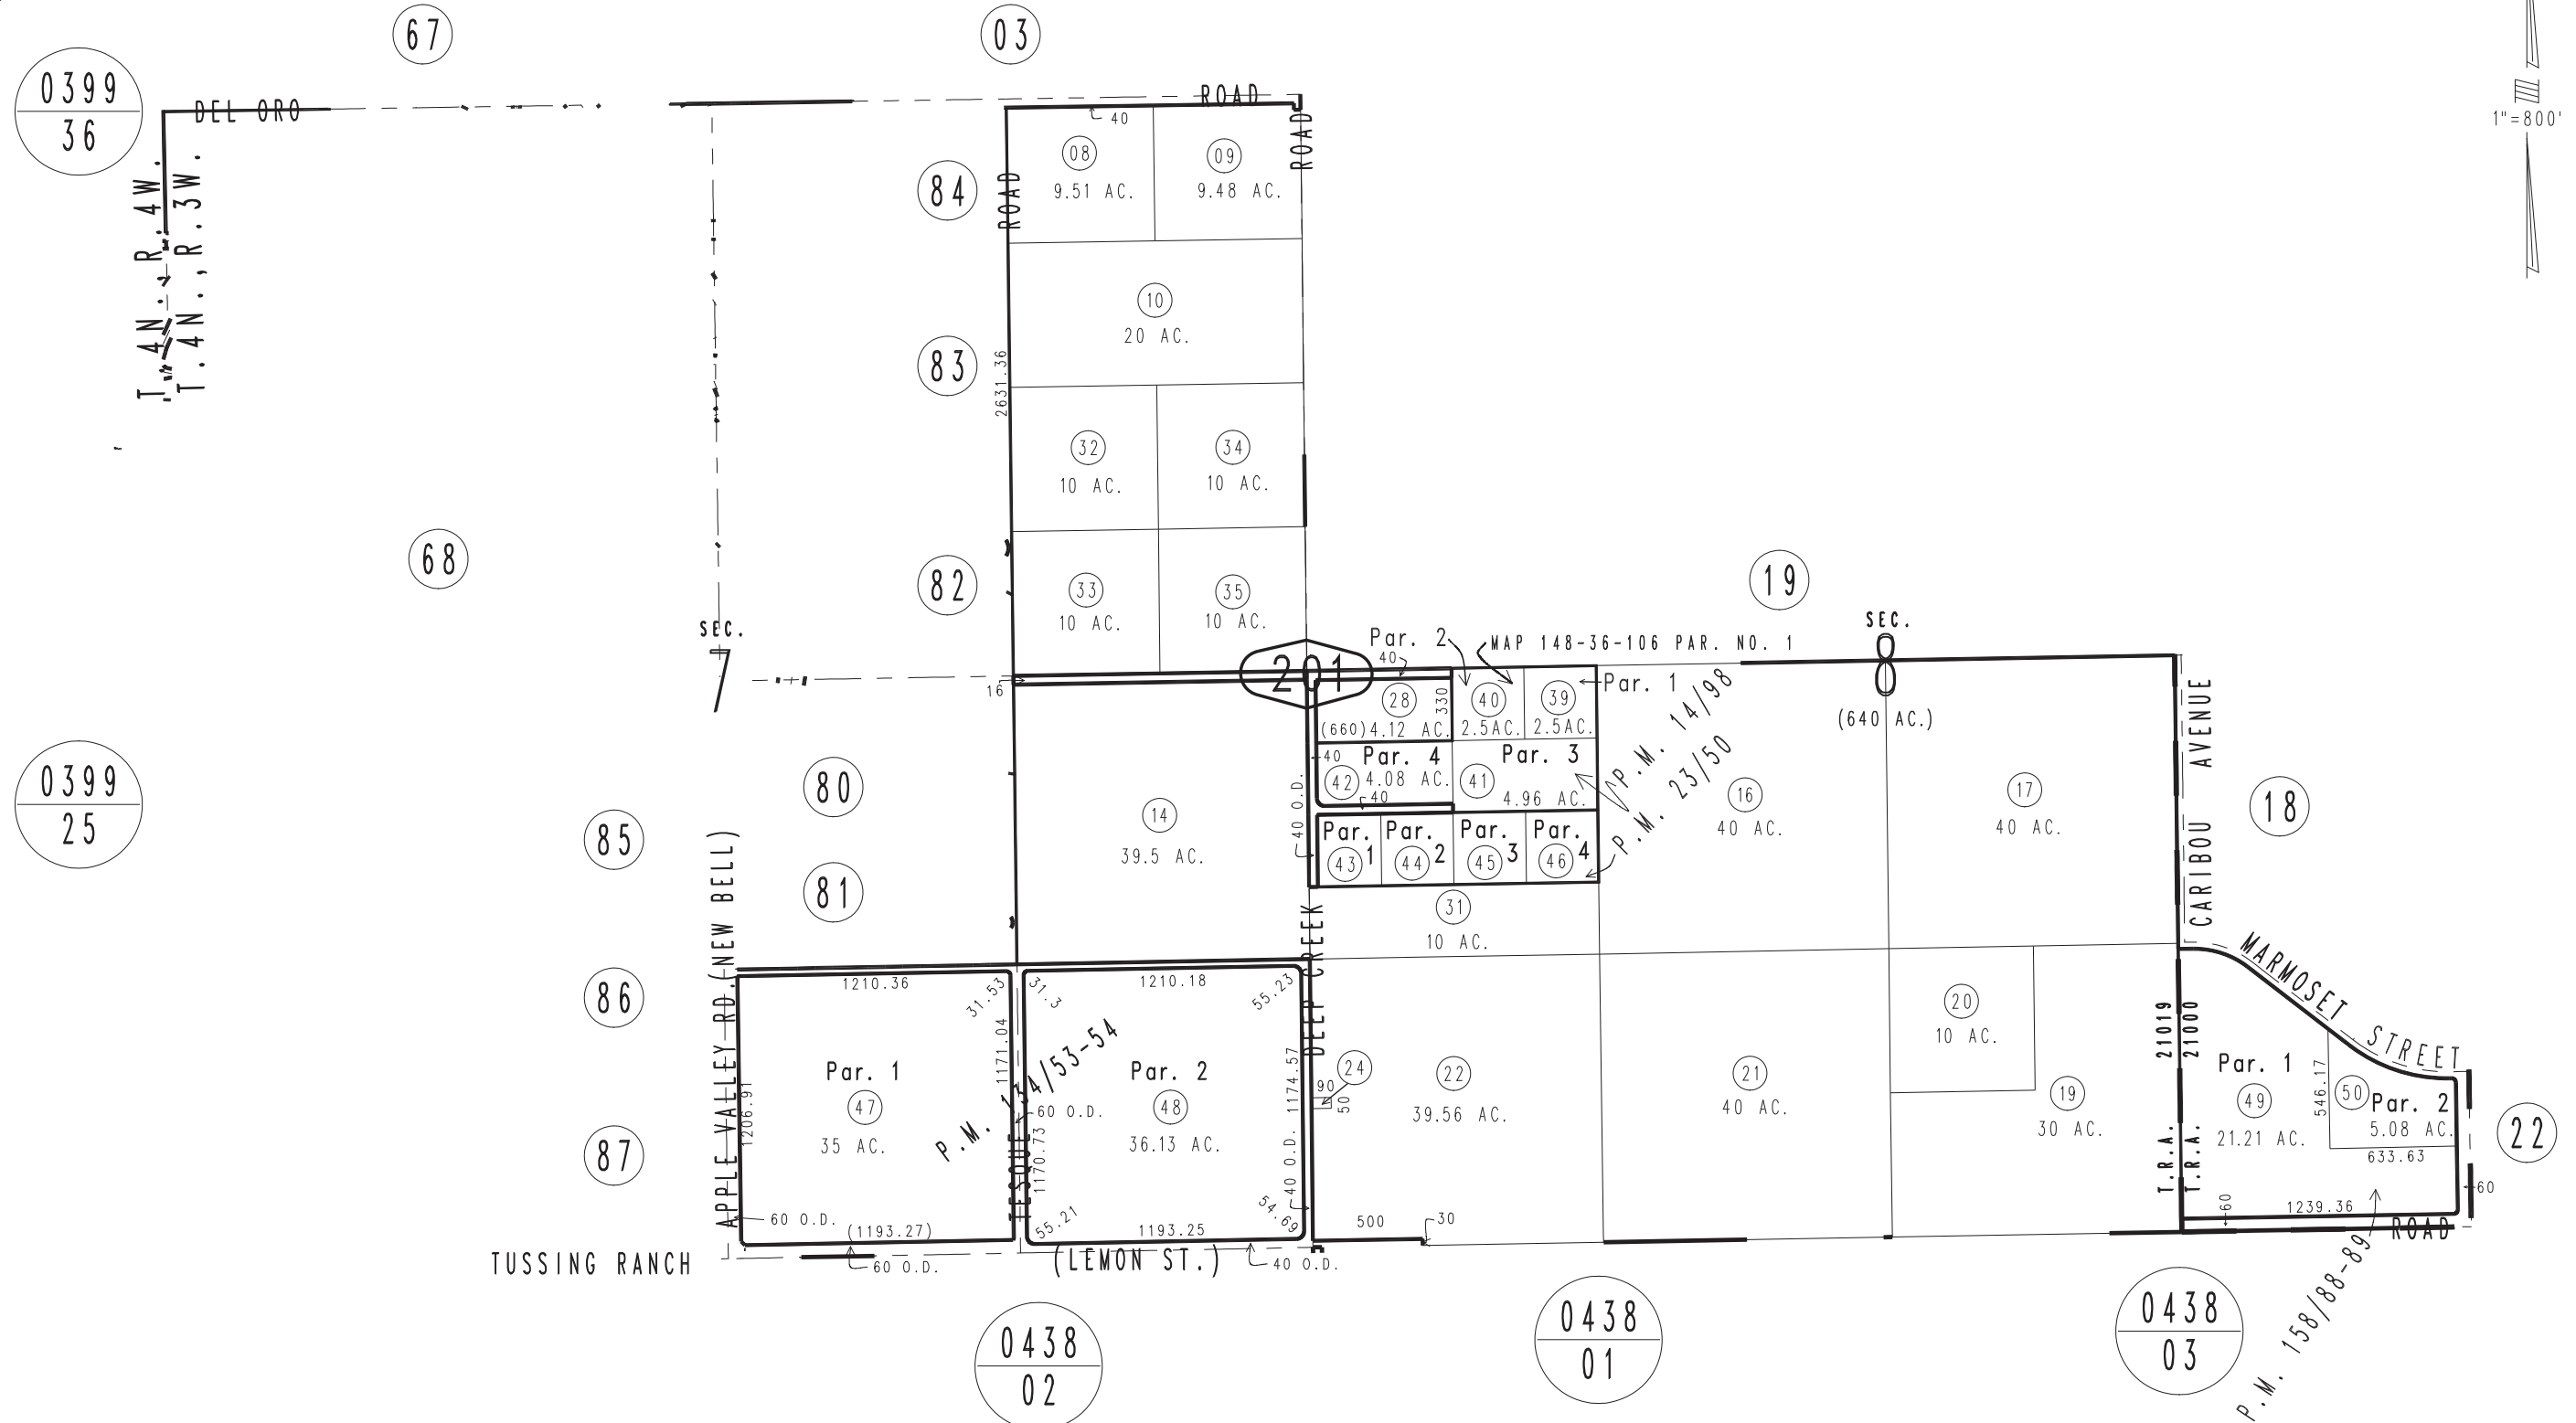 67
03
0399
36
DEL ORO
ROAD
1"=800'
T.4N.,R.4W.
T.4N.,R.3W.
40
ROAD
ROAD
08
9.51 AC.
09
9.48 AC.
84
10
20 AC.
83
2631.36
32
10 AC.
34
10 AC.
68
82
33
10 AC.
35
10 AC.
19
SEC.
7
SEC.
8
(640 AC.)
16
201
Par. 2
40
MAP 148-36-106 PAR. NO. 1
28
(660)
4.12 AC.
330
40
2.5AC.
39
2.5AC.
Par. 1
P.M. 14/98
P.M. 23/50
40
Par. 4
42
4.08 AC.
40
Par. 3
41
4.96 AC.
16
40 AC.
17
40 AC.
CARIBOU AVENUE
18
0399
25
80
85
81
14
39.5 AC.
40 O.D.
Par. 1
43
Par. 2
44
Par. 3
45
Par. 4
46
31
10 AC.
APPLE VALLEY RD.(NEW BELL)
DEEP CREEK
MARMOSET STREET
86
1210.36
31.53
31.3
1210.18
55.23
1171.04
P.M. 134/53-54
Par. 1
47
35 AC.
1206.91
60 O.D.
Par. 2
48
36.13 AC.
1170.73
1174.57
40 O.D.
LESQUE
24
90
50
22
39.56 AC.
21
40 AC.
20
10 AC.
19
30 AC.
T.R.A. 21019
T.R.A. 21000
Par. 1
49
21.21 AC.
546.17
50
Par. 2
5.08 AC.
633.63
22
87
60 O.D.
(1193.27)
55.21
1193.25
54.69
500
30
60
1239.36
60
ROAD
TUSSING RANCH
60 O.D.
(LEMON ST.)
40 O.D.
P.M. 158/88-89
0438
02
0438
01
0438
03